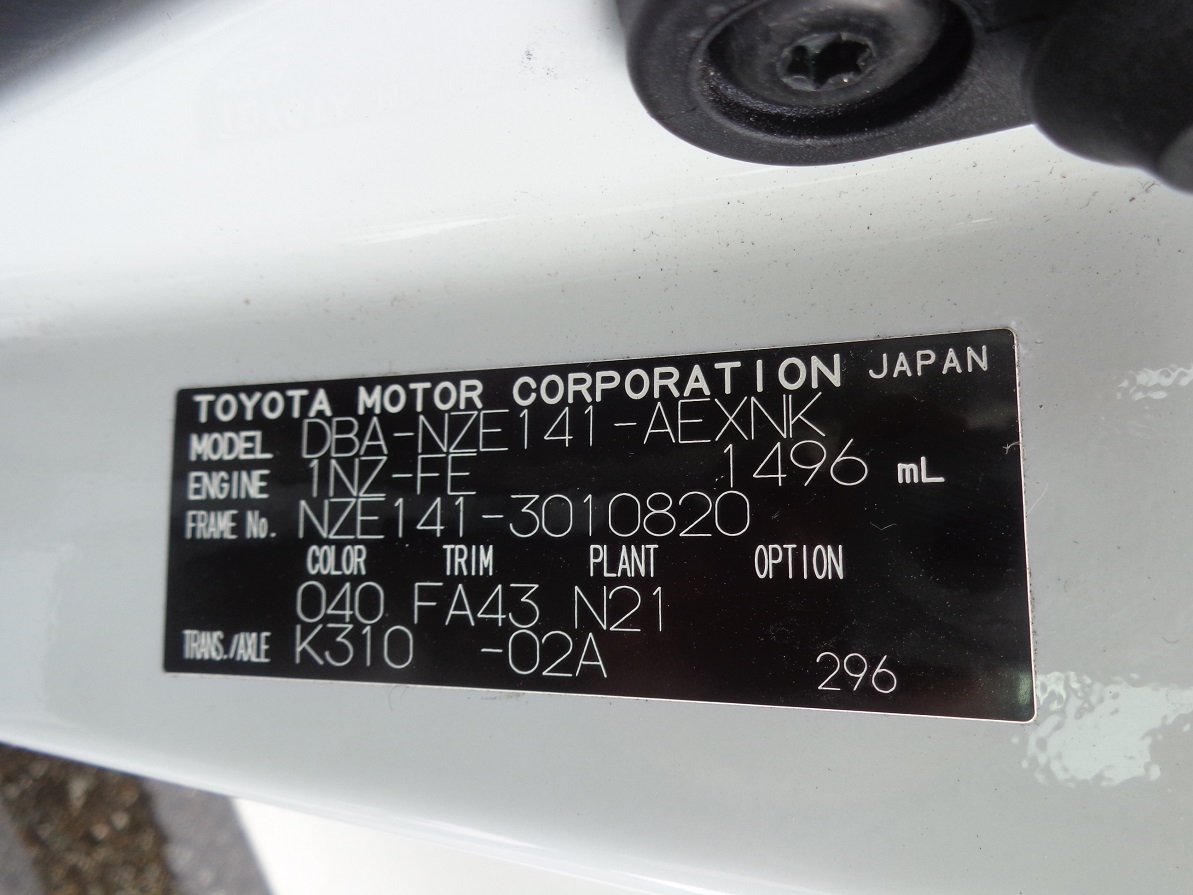 TOYOTA MOTOR CORPORATION JAPAN
MODEL DBA-NZE141-AEXNK
ENGINE 1NZ-FE 1496 mL
FRAME No. NZE141-3010820
COLOR TRIM PLANT OPTION
040 FA43 N21
TRANS./AXLE K310 -02A
296